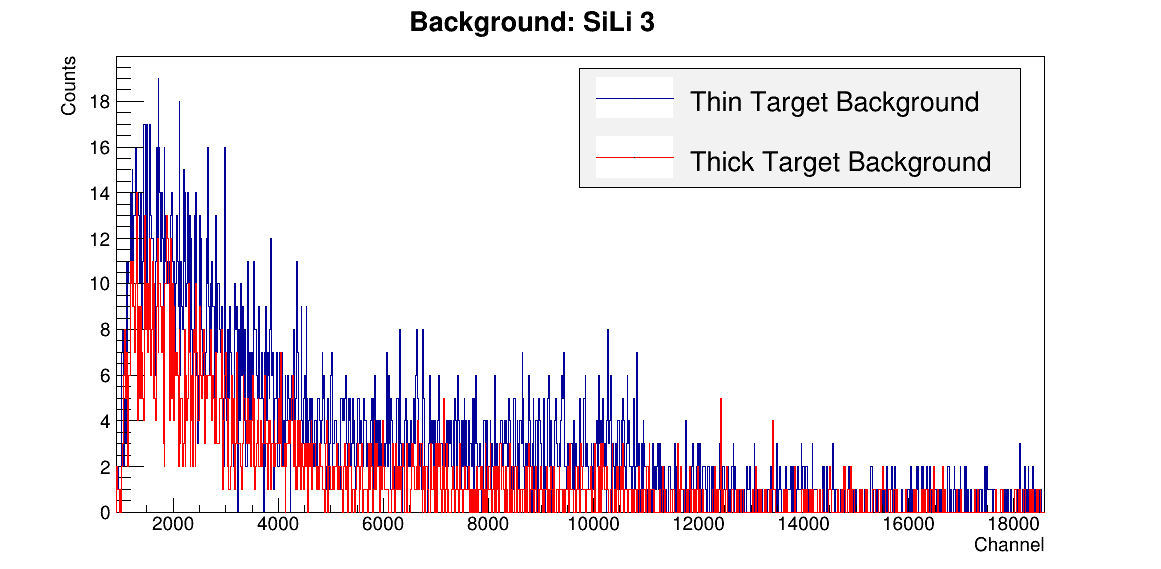 Background: SiLi 3
Counts
Thin Target Background
Thick Target Background
18
16
14
12
10
8
6
4
2
0
2000 4000 6000 8000 10000 12000 14000 16000 18000
Channel